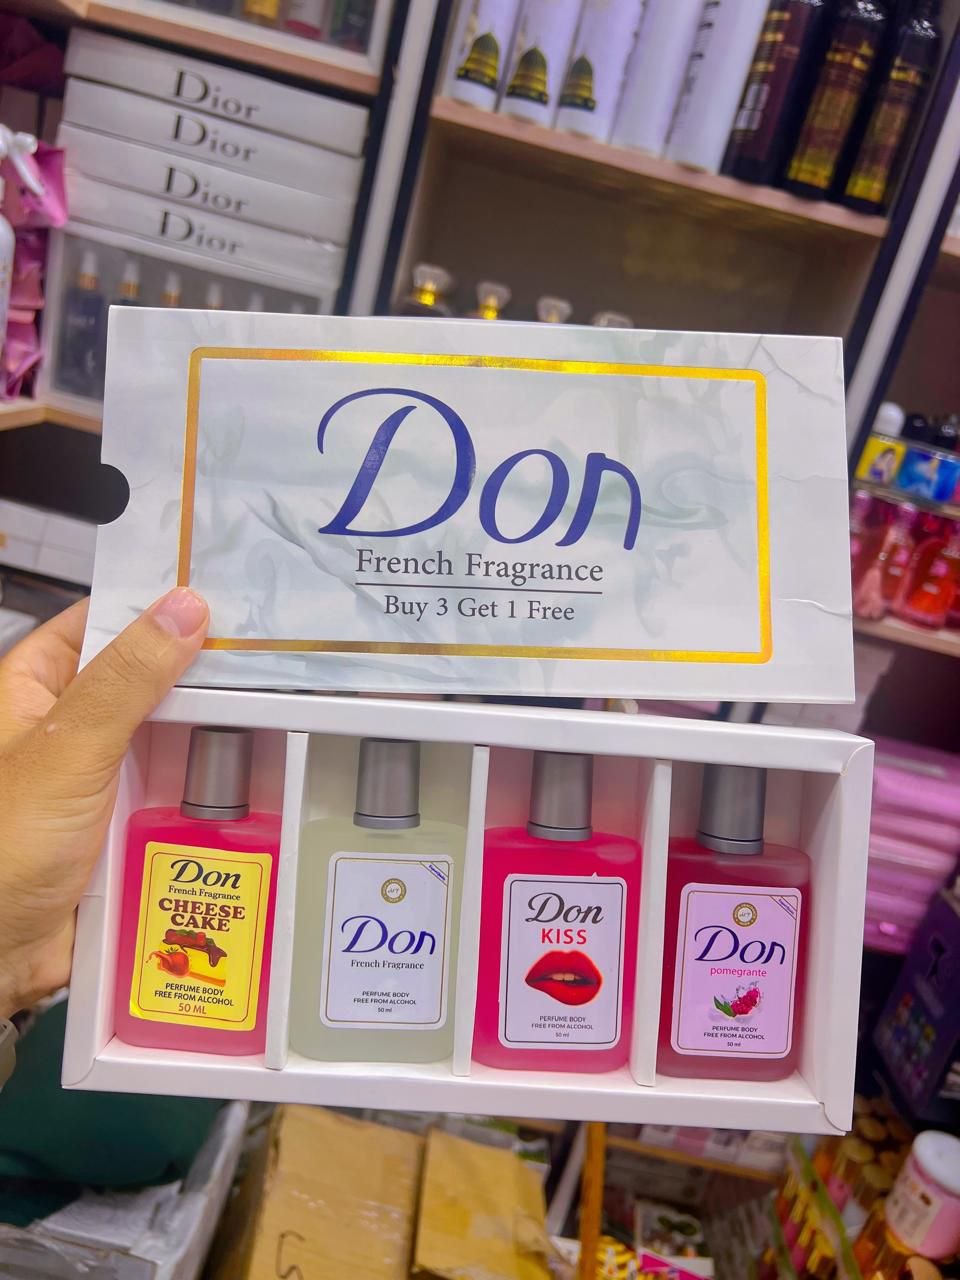 Dior
Dior
Dior
Dior
Don
French Fragrance
Buy 3 Get 1 Free
Don
French Fragrance
CHEESE
CAKE
PERFUME BODY
FREE FROM ALCOHOL
50 ML
Don
French Fragrance
PERFUME BODY
FREE FROM ALCOHOL
50 ml
Don
KISS
PERFUME BODY
FREE FROM ALCOHOL
50 ml
Don
pomegrante
PERFUME BODY
FREE FROM ALCOHOL
50 ml